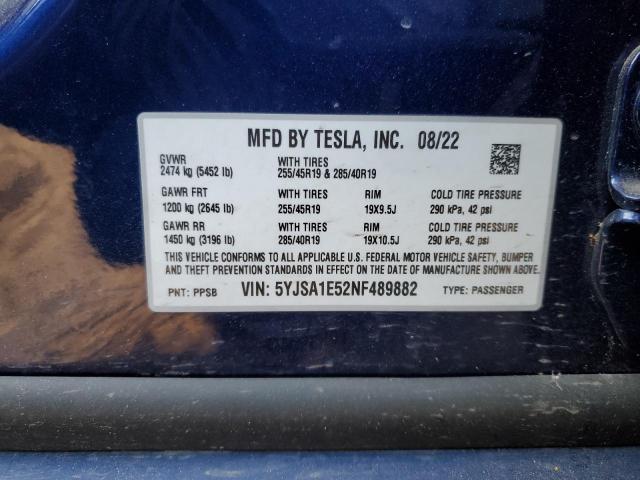 MFD BY TESLA, INC. 08/22
GVWR WITH TIRES
2474 kg (5452 lb) 255/45R19 & 285/40R19
GAWR FRT WITH TIRES RIM COLD TIRE PRESSURE
1200 kg (2645 lb) 255/45R19 19X9.5J 290 kPa, 42 psi
GAWR RR WITH TIRES RIM COLD TIRE PRESSURE
1450 kg (3196 lb) 285/40R19 19X10.5J 290 kPa, 42 psi
THIS VEHICLE CONFORMS TO ALL APPLICABLE U.S. FEDERAL MOTOR VEHICLE SAFETY, BUMPER
AND THEFT PREVENTION STANDARDS IN EFFECT ON THE DATE OF MANUFACTURE SHOWN ABOVE.
PNT: PPSB VIN: 5YJSA1E52NF489882 TYPE: PASSENGER